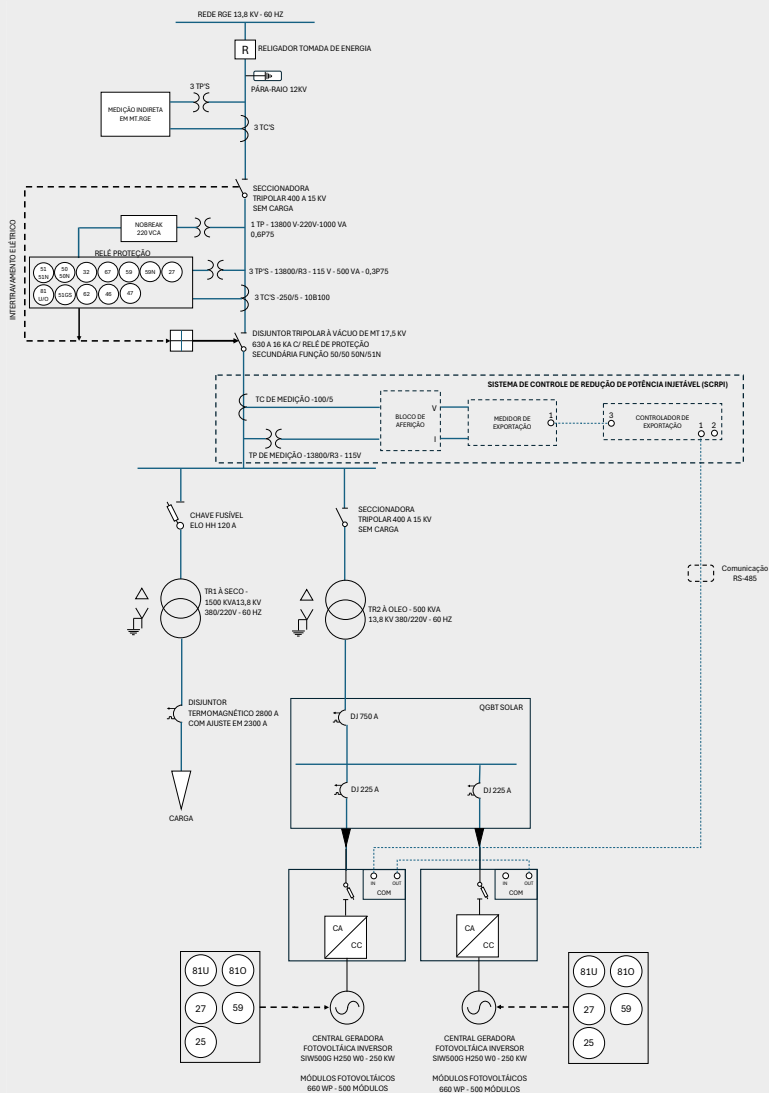 REDE RGE 13,8 KV - 60 HZ
R
RELIGADOR TOMADA DE ENERGIA
PÁRA-RAIO 12KV
3 TP'S
MEDIÇÃO INDIRETA
EM MT.RGE
3 TC'S
SECCIONADORA
TRIPOLAR 400 A 15 KV
SEM CARGA
INTERTRAVAMENTO ELÉTRICO
NOBREAK
220 VCA
1 TP - 13800 V-220V-1000 VA
0,6P75
RELÉ PROTEÇÃO
51
51N
50
50N
32
67
59
59N
27
81
U/O
51GS
62
46
47
3 TP'S - 13800/R3 - 115 V - 500 VA - 0,3P75
3 TC'S -250/5 - 10B100
DISJUNTOR TRIPOLAR À VÁCUO DE MT 17,5 KV
630 A 16 KA C/ RELÉ DE PROTEÇÃO
SECUNDÁRIA FUNÇÃO 50/50 50N/51N
SISTEMA DE CONTROLE DE REDUÇÃO DE POTÊNCIA INJETÁVEL (SCRPI)
TC DE MEDIÇÃO -100/5
BLOCO DE
AFERIÇÃO
V
I
MEDIDOR DE
EXPORTAÇÃO
1
3
CONTROLADOR DE
EXPORTAÇÃO
1
2
TP DE MEDIÇÃO -13800/R3 - 115V
CHAVE FUSÍVEL
ELO HH 120 A
SECCIONADORA
TRIPOLAR 400 A 15 KV
SEM CARGA
Comunicação
RS-485
TR1 À SECO -
1500 KVA13,8 KV
380/220V - 60 HZ
TR2 À OLEO - 500 KVA
13,8 KV 380/220V - 60 HZ
DISJUNTOR
TERMOMAGNÉTICO 2800 A
COM AJUSTE EM 2300 A
CARGA
QGBT SOLAR
DJ 750 A
DJ 225 A
DJ 225 A
IN
OUT
COM
IN
OUT
COM
CA
CC
CA
CC
81U
81O
27
59
25
81U
81O
27
59
25
CENTRAL GERADORA
FOTOVOLTÁICA INVERSOR
SIW500G H250 W0 - 250 KW
MÓDULOS FOTOVOLTÁICOS
660 WP - 500 MÓDULOS
CENTRAL GERADORA
FOTOVOLTÁICA INVERSOR
SIW500G H250 W0 - 250 KW
MÓDULOS FOTOVOLTÁICOS
660 WP - 500 MÓDULOS